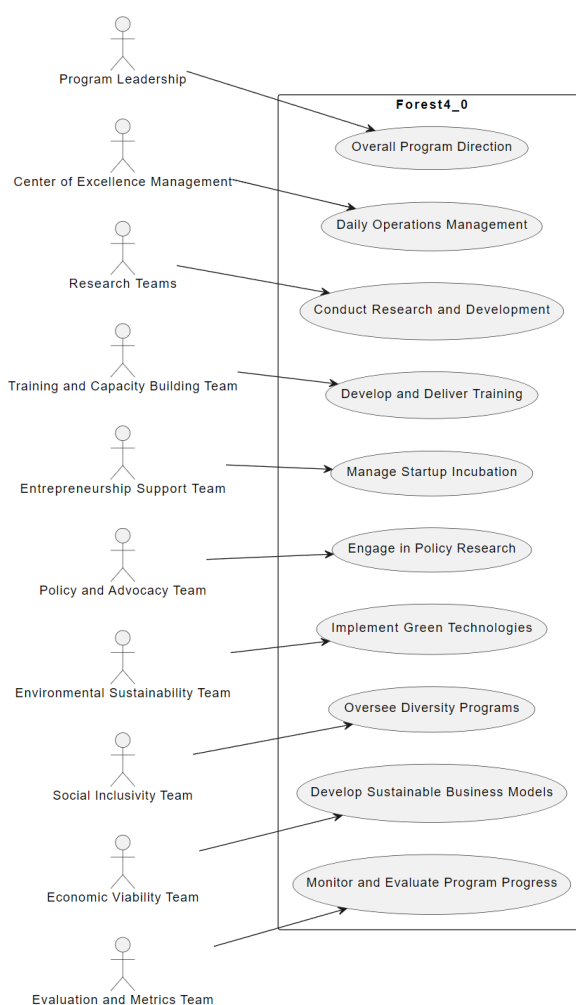 Program Leadership
Forest4_0
Overall Program Direction
Center of Excellence Management
Daily Operations Management
Research Teams
Conduct Research and Development
Training and Capacity Building Team
Develop and Deliver Training
Entrepreneurship Support Team
Manage Startup Incubation
Policy and Advocacy Team
Engage in Policy Research
Environmental Sustainability Team
Implement Green Technologies
Social Inclusivity Team
Oversee Diversity Programs
Economic Viability Team
Develop Sustainable Business Models
Evaluation and Metrics Team
Monitor and Evaluate Program Progress